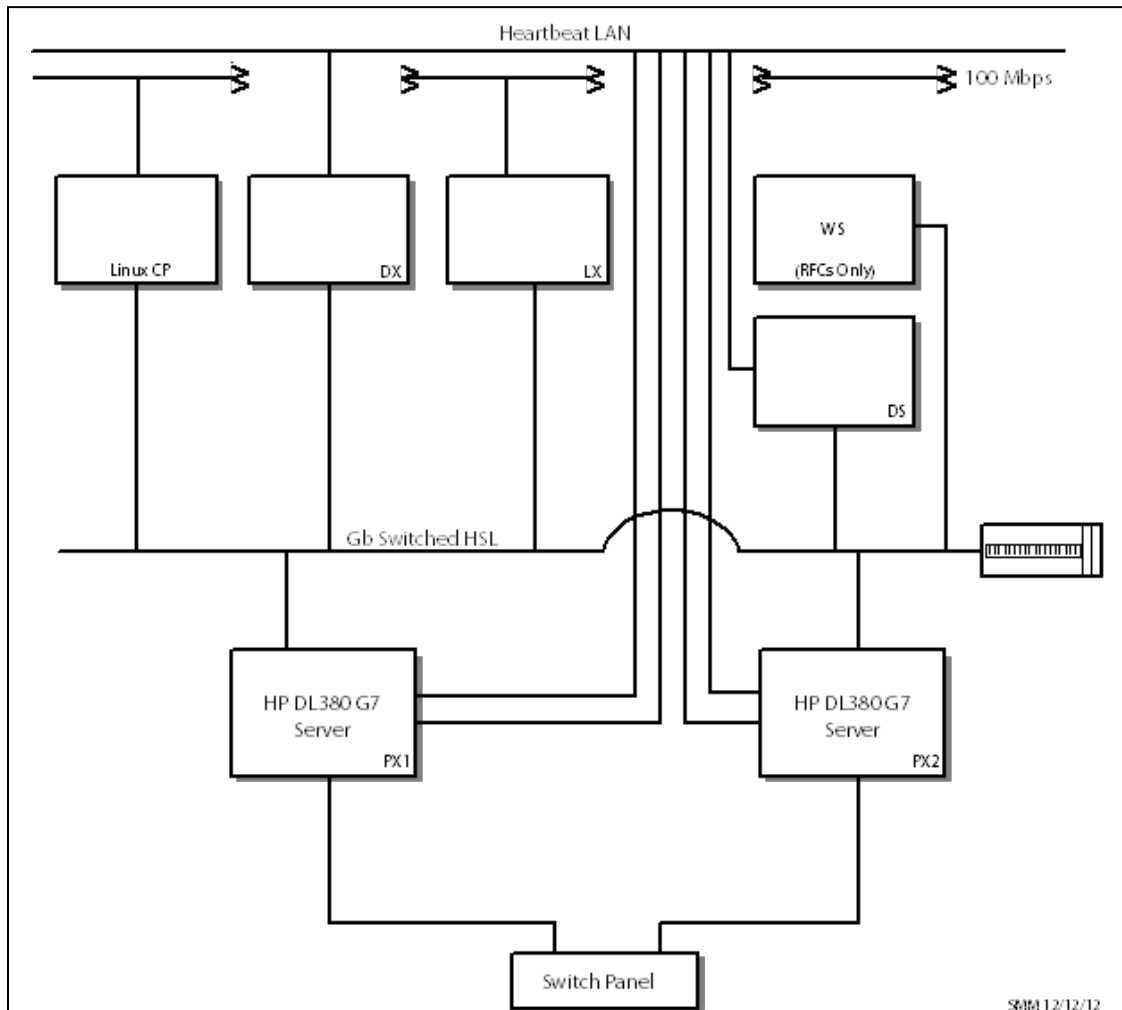 Heartbeat LAN
100 Mbps
Linux CP
DX
LX
WS
(RFCs Only)
DS
Gb Switched HSL
HP DL380 G7
Server
PX1
HP DL380 G7
Server
PX2
Switch Panel
SMM 12/12/12